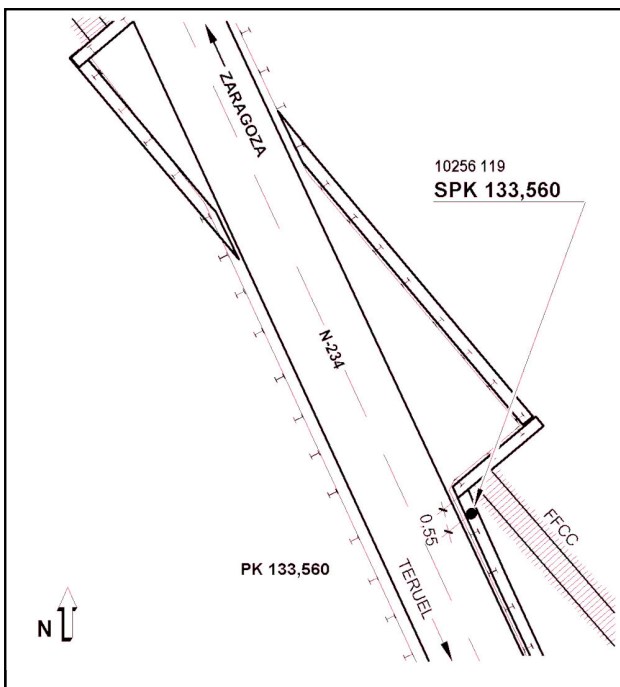 ZARAGOZA
10256 119
SPK 133,560
N-234
0,55
FFCC
PK 133,560
TERUEL
N